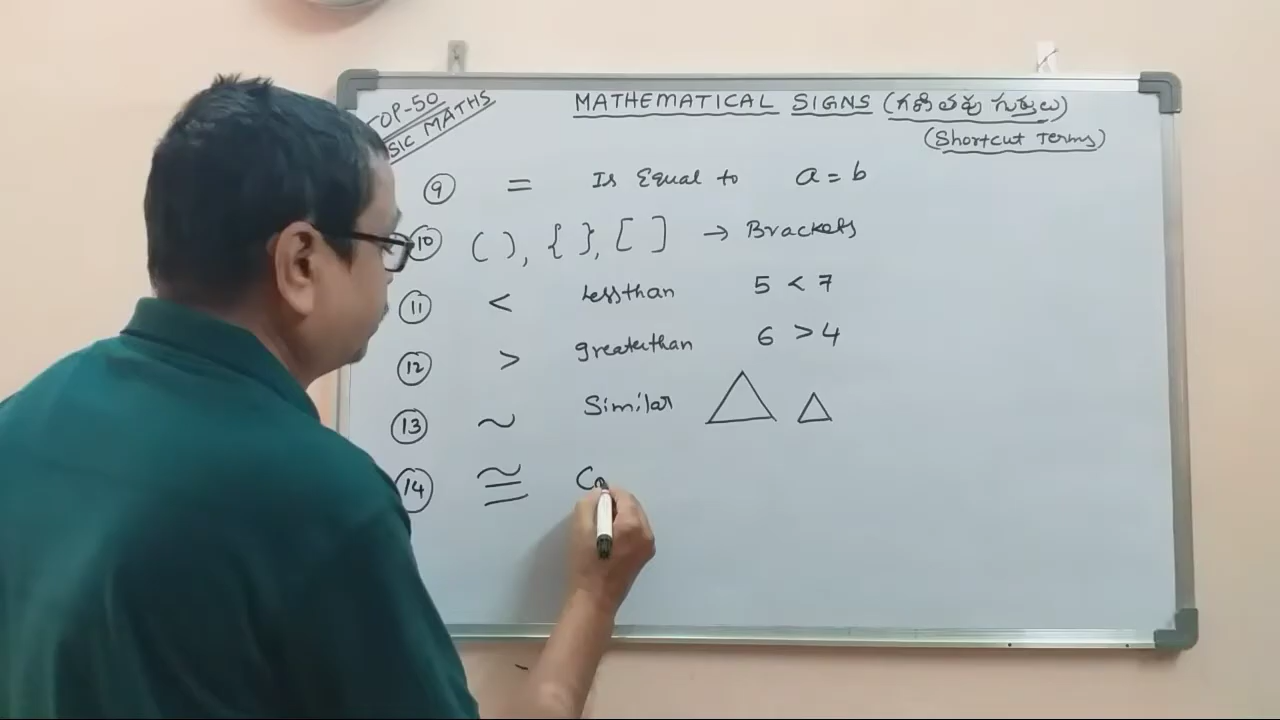 TOP-50
SIC MATHS
MATHEMATICAL SIGNS (గణితపు గుర్తులు)
(Shortcut Terms)
9 = Is Equal to a = b
10 ( ), { }, [ ] → Brackets
11 < Lessthan 5 < 7
12 > greaterthan 6 > 4
13 ~ Similar
14 ≅ Co